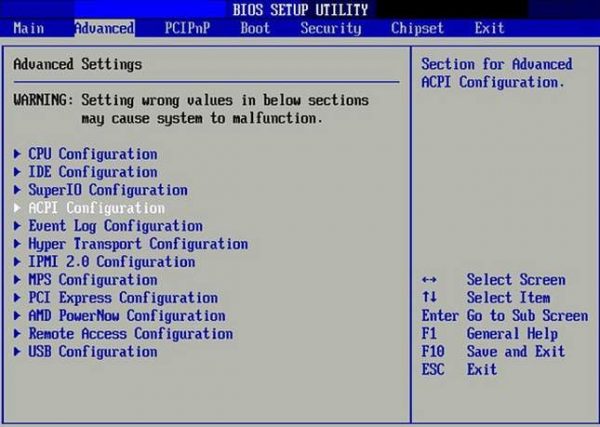 BIOS SETUP UTILITY
Main Advanced PCIPnP Boot Security Chipset Exit
Advanced Settings
WARNING: Setting wrong values in below sections
may cause system to malfunction.
▶ CPU Configuration
▶ IDE Configuration
▶ SuperIO Configuration
▶ ACPI Configuration
▶ Event Log Configuration
▶ Hyper Transport Configuration
▶ IPMI 2.0 Configuration
▶ MPS Configuration
▶ PCI Express Configuration
▶ AMD PowerNow Configuration
▶ Remote Access Configuration
▶ USB Configuration
Section for Advanced
ACPI Configuration.
↔ Select Screen
↑↓ Select Item
Enter Go to Sub Screen
F1 General Help
F10 Save and Exit
ESC Exit